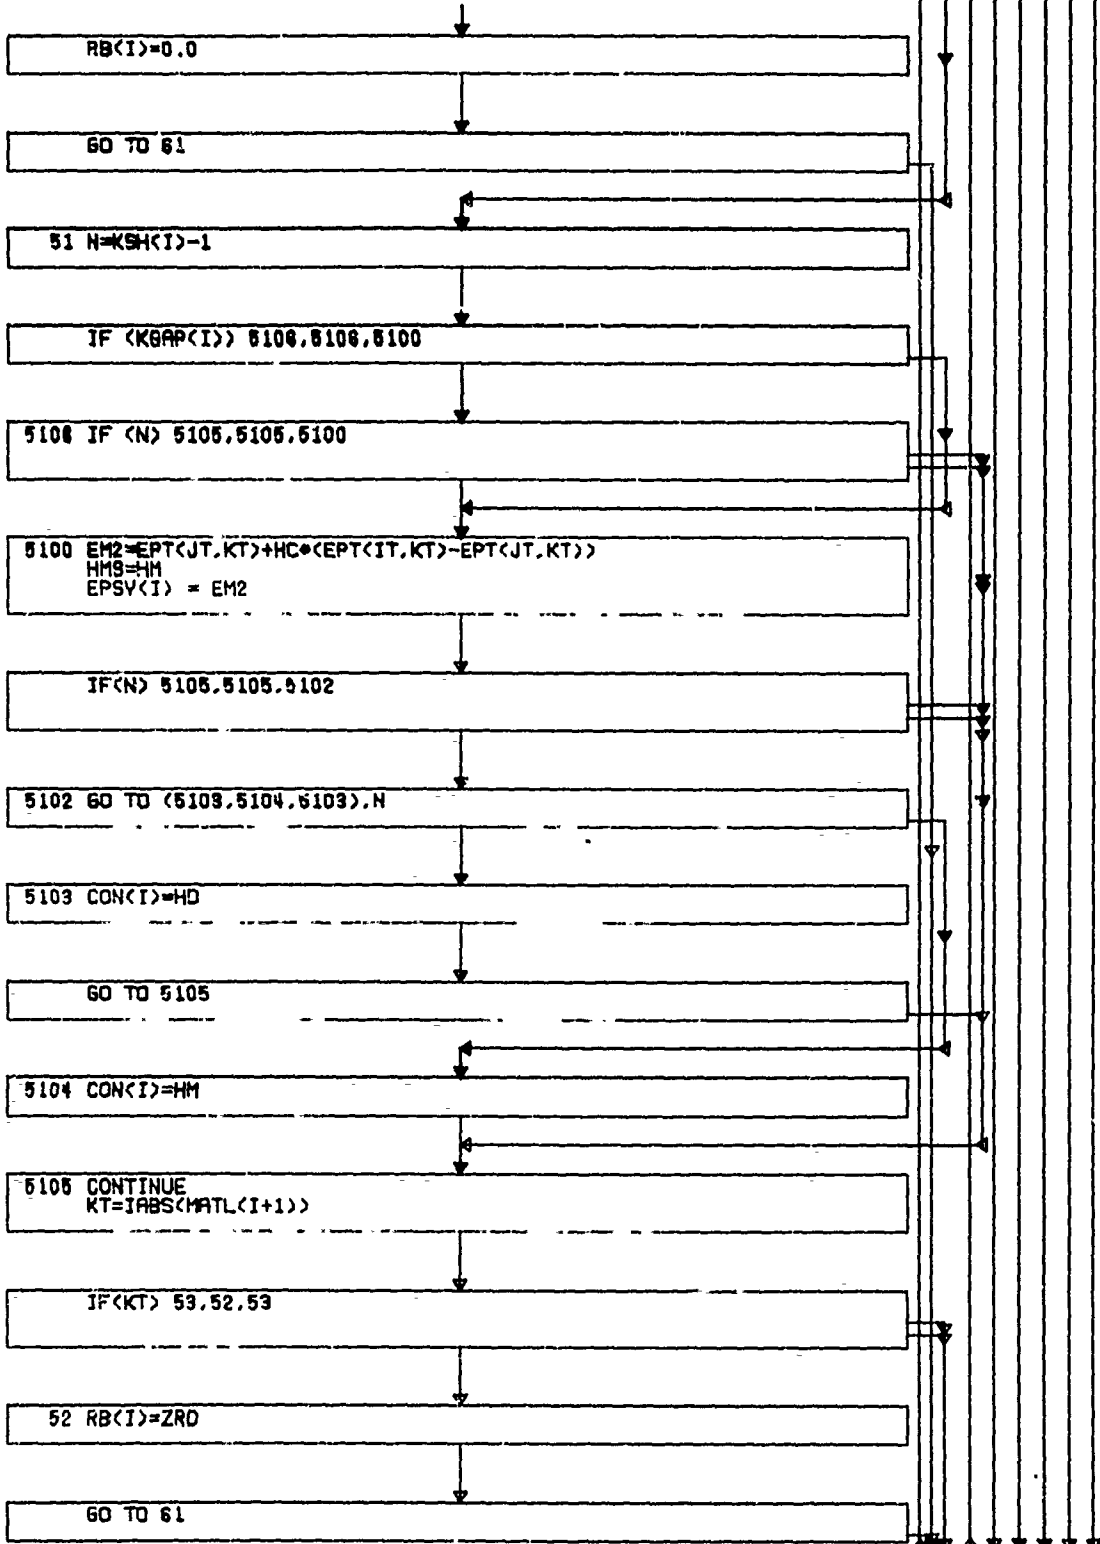 RB(I)=0.0
GO TO 61
51 N=KSH(I)-1
IF (KGAP(I)) 5106,5106,5100
5106 IF (N) 5105,5105,5100
5100 EM2=EPT(JT,KT)+HC*(EPT(IT,KT)-EPT(JT,KT))
HMS=HM
EPSV(I) = EM2
IF(N) 5105,5105,5102
5102 GO TO (5103,5104,5103),N
5103 CON(I)=HD
GO TO 5105
5104 CON(I)=HM
5105 CONTINUE
KT=IABS(MATL(I+1))
IF(KT) 53,52,53
52 RB(I)=ZRO
GO TO 61